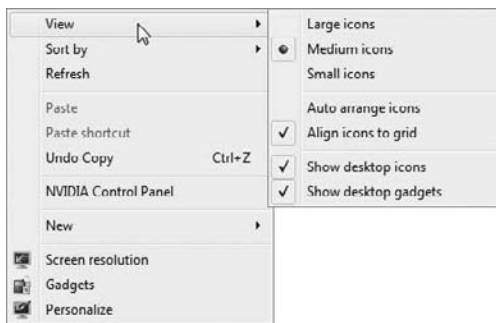 View
Sort by
Refresh
Paste
Paste shortcut
Undo Copy Ctrl+Z
NVIDIA Control Panel
New
Screen resolution
Gadgets
Personalize
Large icons
Medium icons
Small icons
Auto arrange icons
Align icons to grid
Show desktop icons
Show desktop gadgets